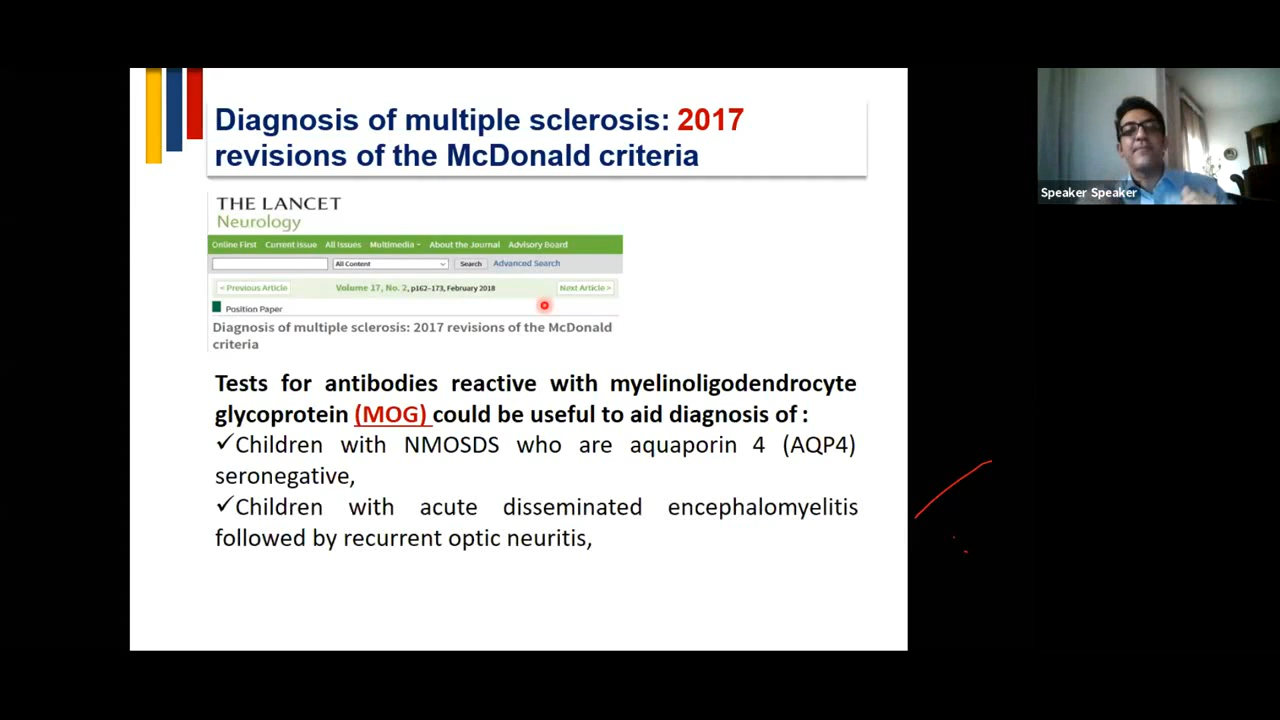 Diagnosis of multiple sclerosis: 2017
revisions of the McDonald criteria
THE LANCET
Neurology
Online First Current Issue All Issues Multimedia About the Journal Advisory Board
All Content Search Advanced Search
< Previous Article Volume 17, No. 2, p162–173, February 2018 Next Article >
Position Paper
Diagnosis of multiple sclerosis: 2017 revisions of the McDonald
criteria
Tests for antibodies reactive with myelinoligodendrocyte
glycoprotein (MOG) could be useful to aid diagnosis of :
✓Children with NMOSDS who are aquaporin 4 (AQP4)
seronegative,
✓Children with acute disseminated encephalomyelitis
followed by recurrent optic neuritis,
Speaker Speaker